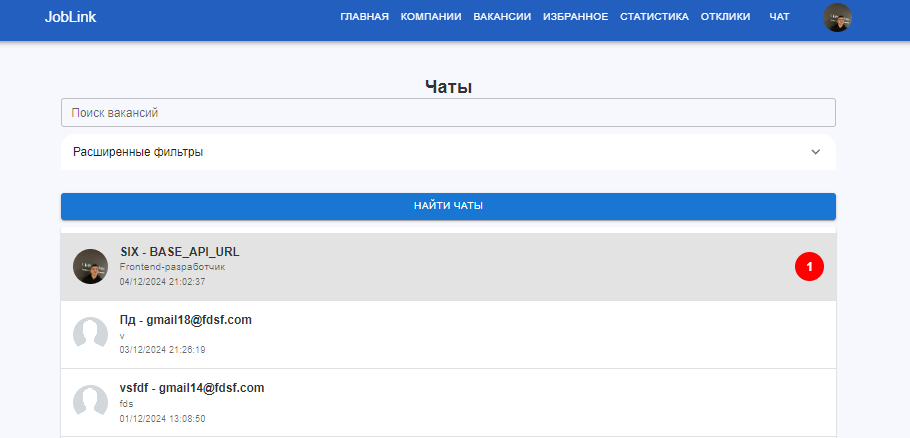 JobLink
ГЛАВНАЯ КОМПАНИИ ВАКАНСИИ ИЗБРАННОЕ СТАТИСТИКА ОТКЛИКИ ЧАТ
Чаты
Поиск вакансий
Расширенные фильтры
НАЙТИ ЧАТЫ
SIX - BASE_API_URL
Frontend-разработчик
04/12/2024 21:02:37
1
Пд - gmail18@fdsf.com
v
03/12/2024 21:26:19
vsfdf - gmail14@fdsf.com
fds
01/12/2024 13:08:50